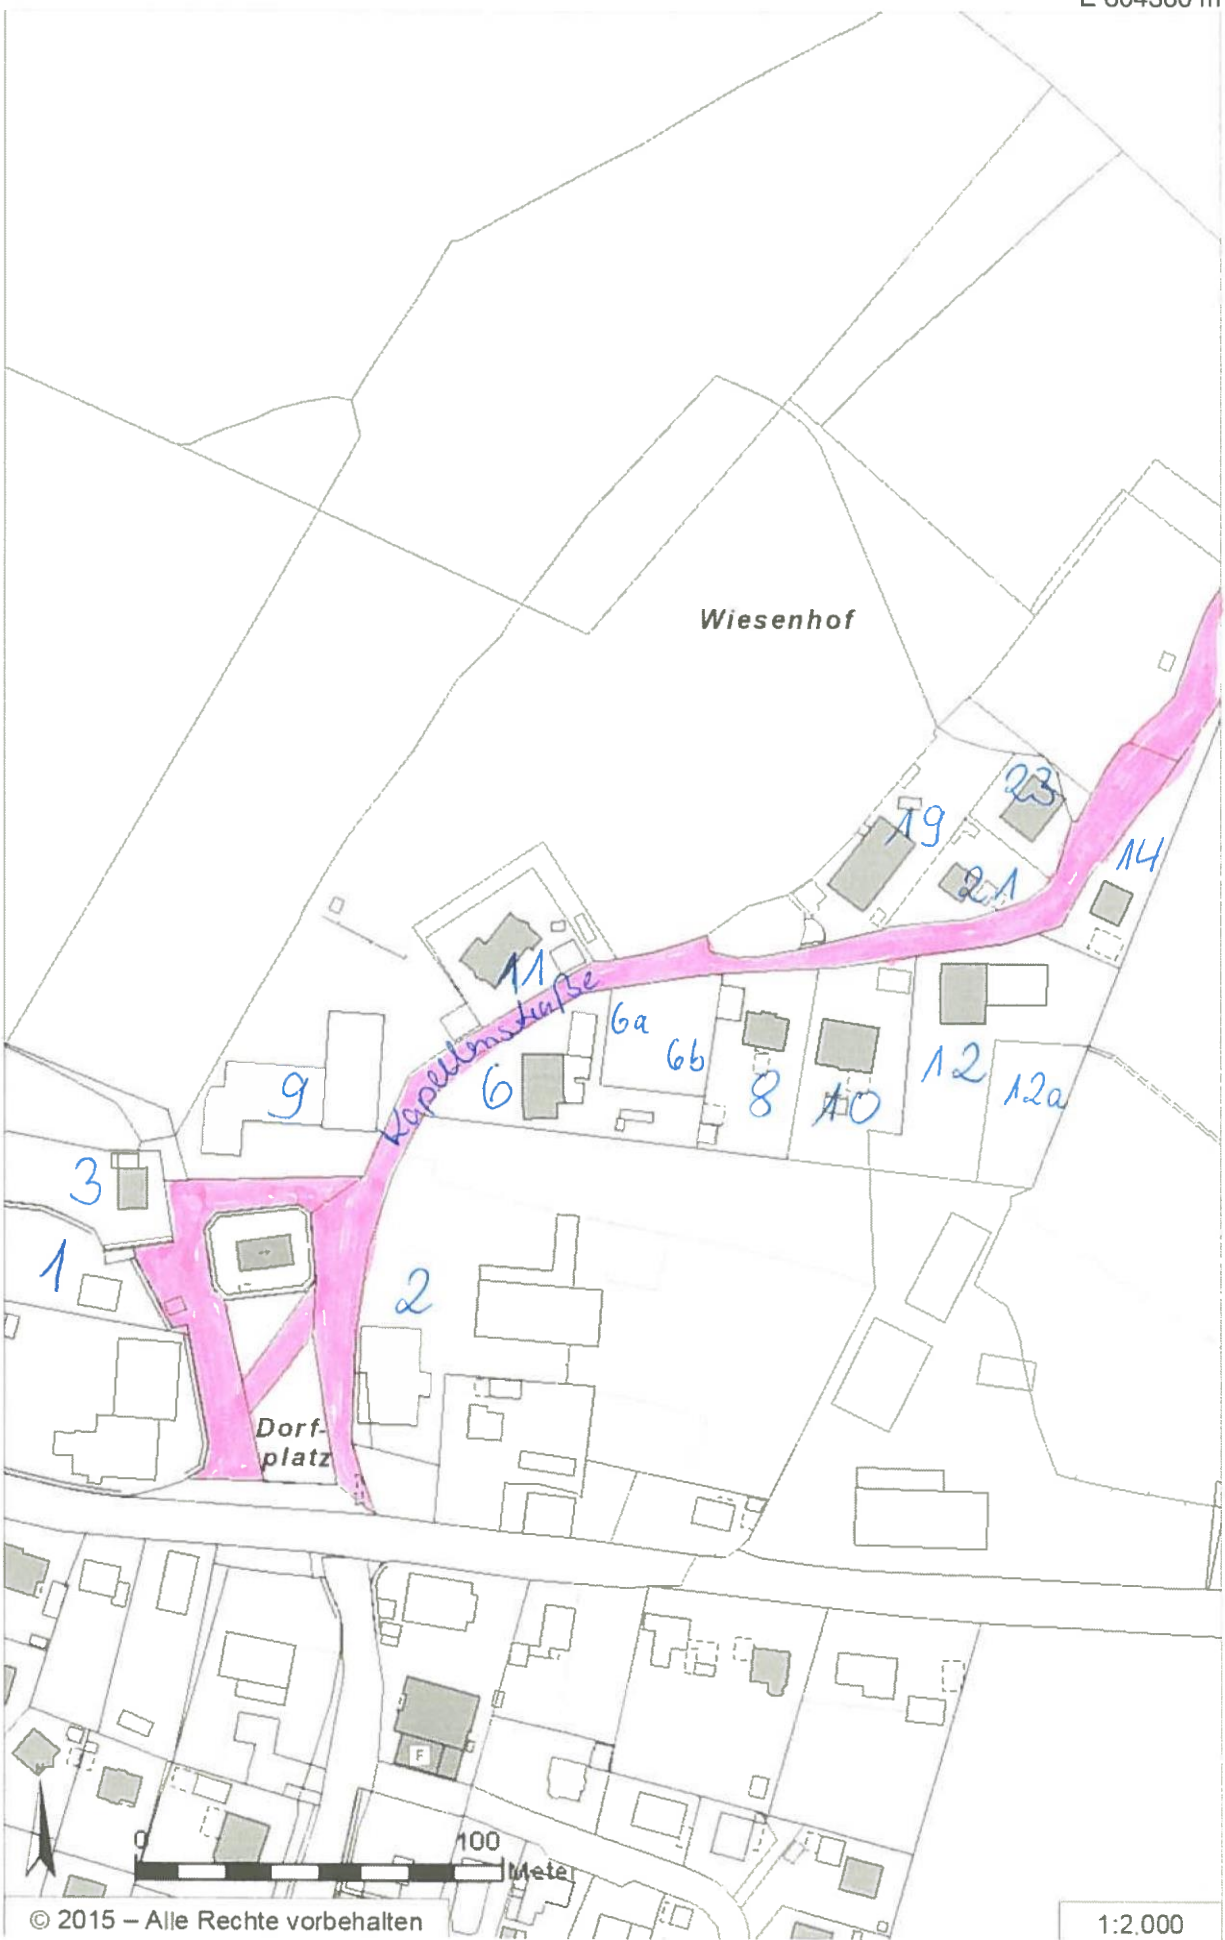 E 604380 m
Wiesenhof
23
19
21
14
11
Kapellenstraße
6a
6b
6
8
10
12
12a
9
3
1
2
Dorf-
platz
F
0 100
Meter
© 2015 – Alle Rechte vorbehalten
1:2.000